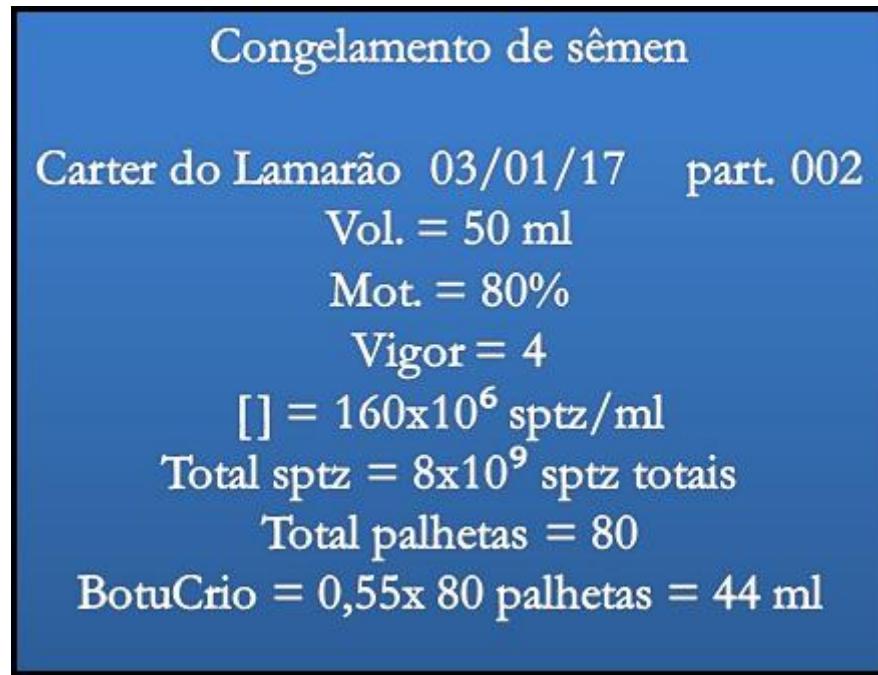 Congelamento de sêmen
Carter do Lamarão 03/01/17 part. 002
Vol. = 50 ml
Mot. = 80%
Vigor = 4
[] = 160x10⁶ sptz/ml
Total sptz = 8x10⁹ sptz totais
Total palhetas = 80
BotuCrio = 0,55x 80 palhetas = 44 ml